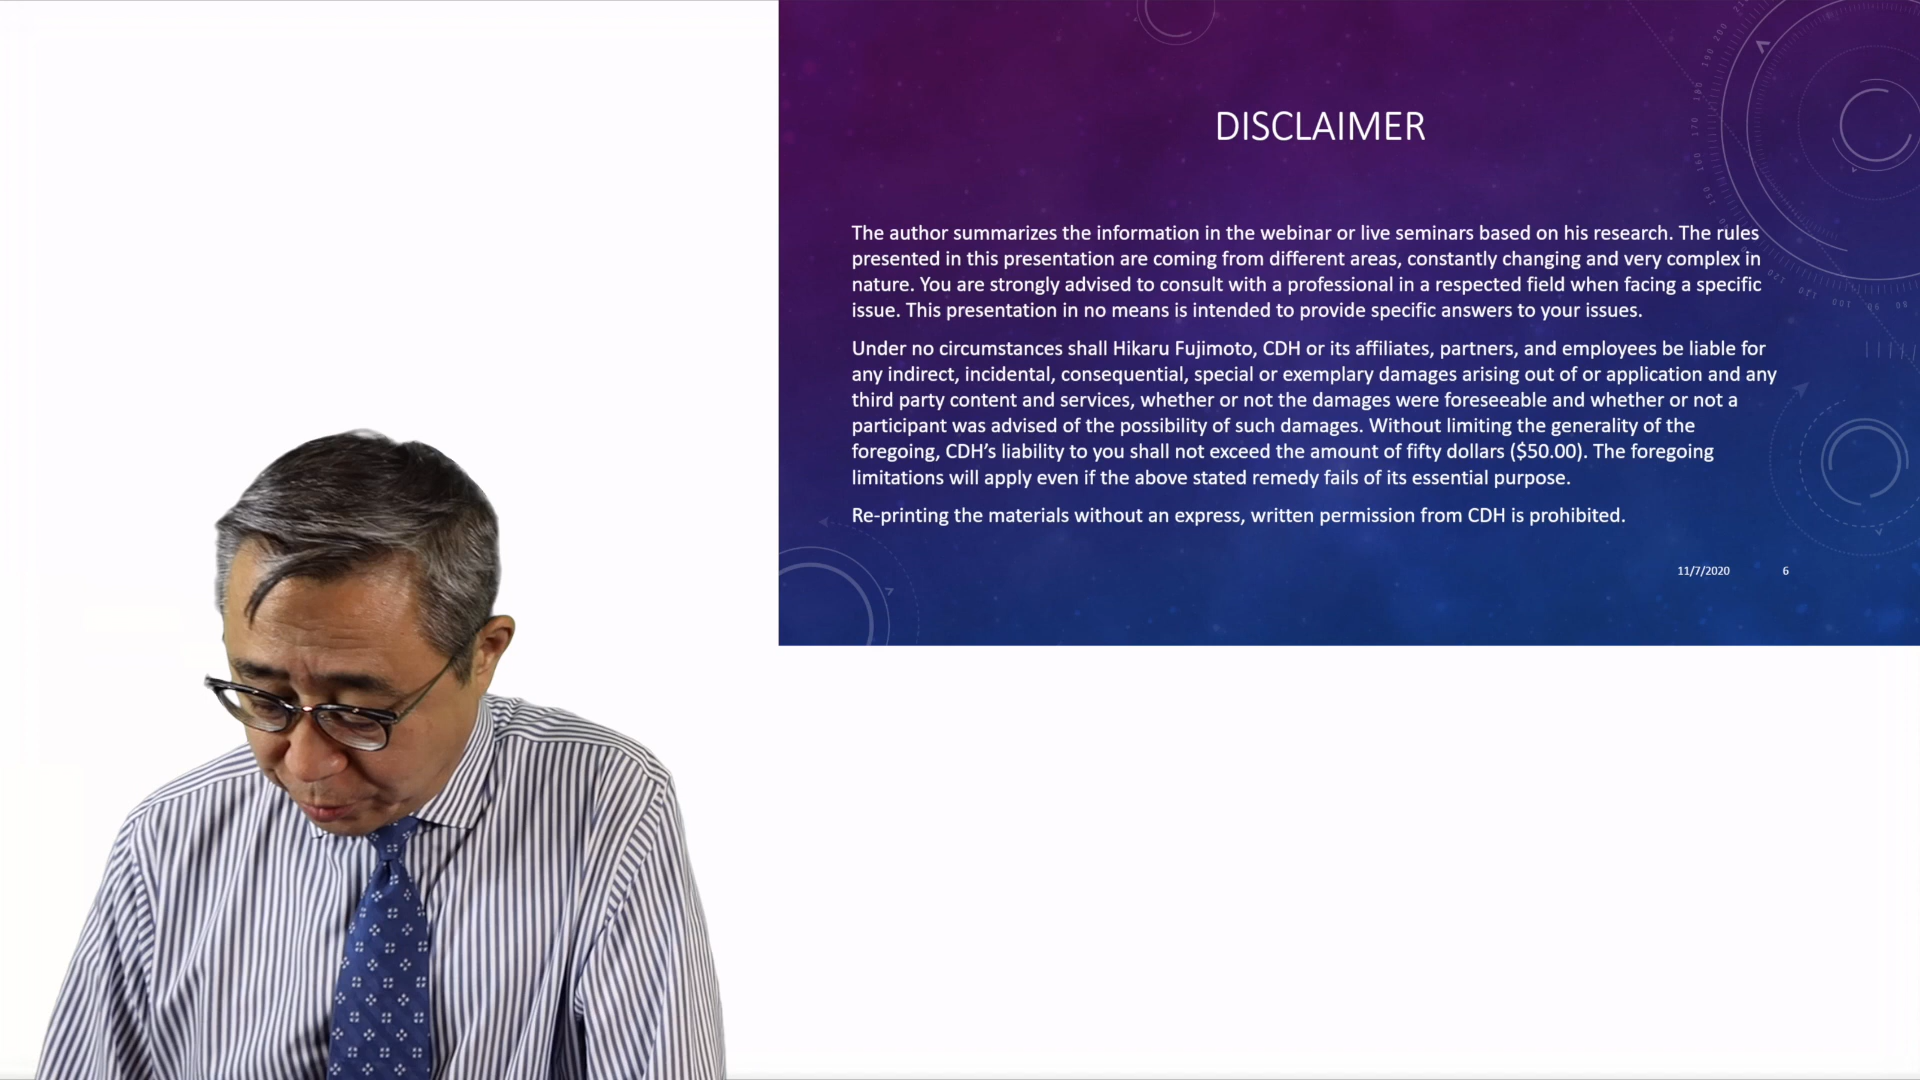 DISCLAIMER
The author summarizes the information in the webinar or live seminars based on his research. The rules
presented in this presentation are coming from different areas, constantly changing and very complex in
nature. You are strongly advised to consult with a professional in a respected field when facing a specific
issue. This presentation in no means is intended to provide specific answers to your issues.
Under no circumstances shall Hikaru Fujimoto, CDH or its affiliates, partners, and employees be liable for
any indirect, incidental, consequential, special or exemplary damages arising out of or application and any
third party content and services, whether or not the damages were foreseeable and whether or not a
participant was advised of the possibility of such damages. Without limiting the generality of the
foregoing, CDH’s liability to you shall not exceed the amount of fifty dollars ($50.00). The foregoing
limitations will apply even if the above stated remedy fails of its essential purpose.
Re-printing the materials without an express, written permission from CDH is prohibited.
11/7/2020 6